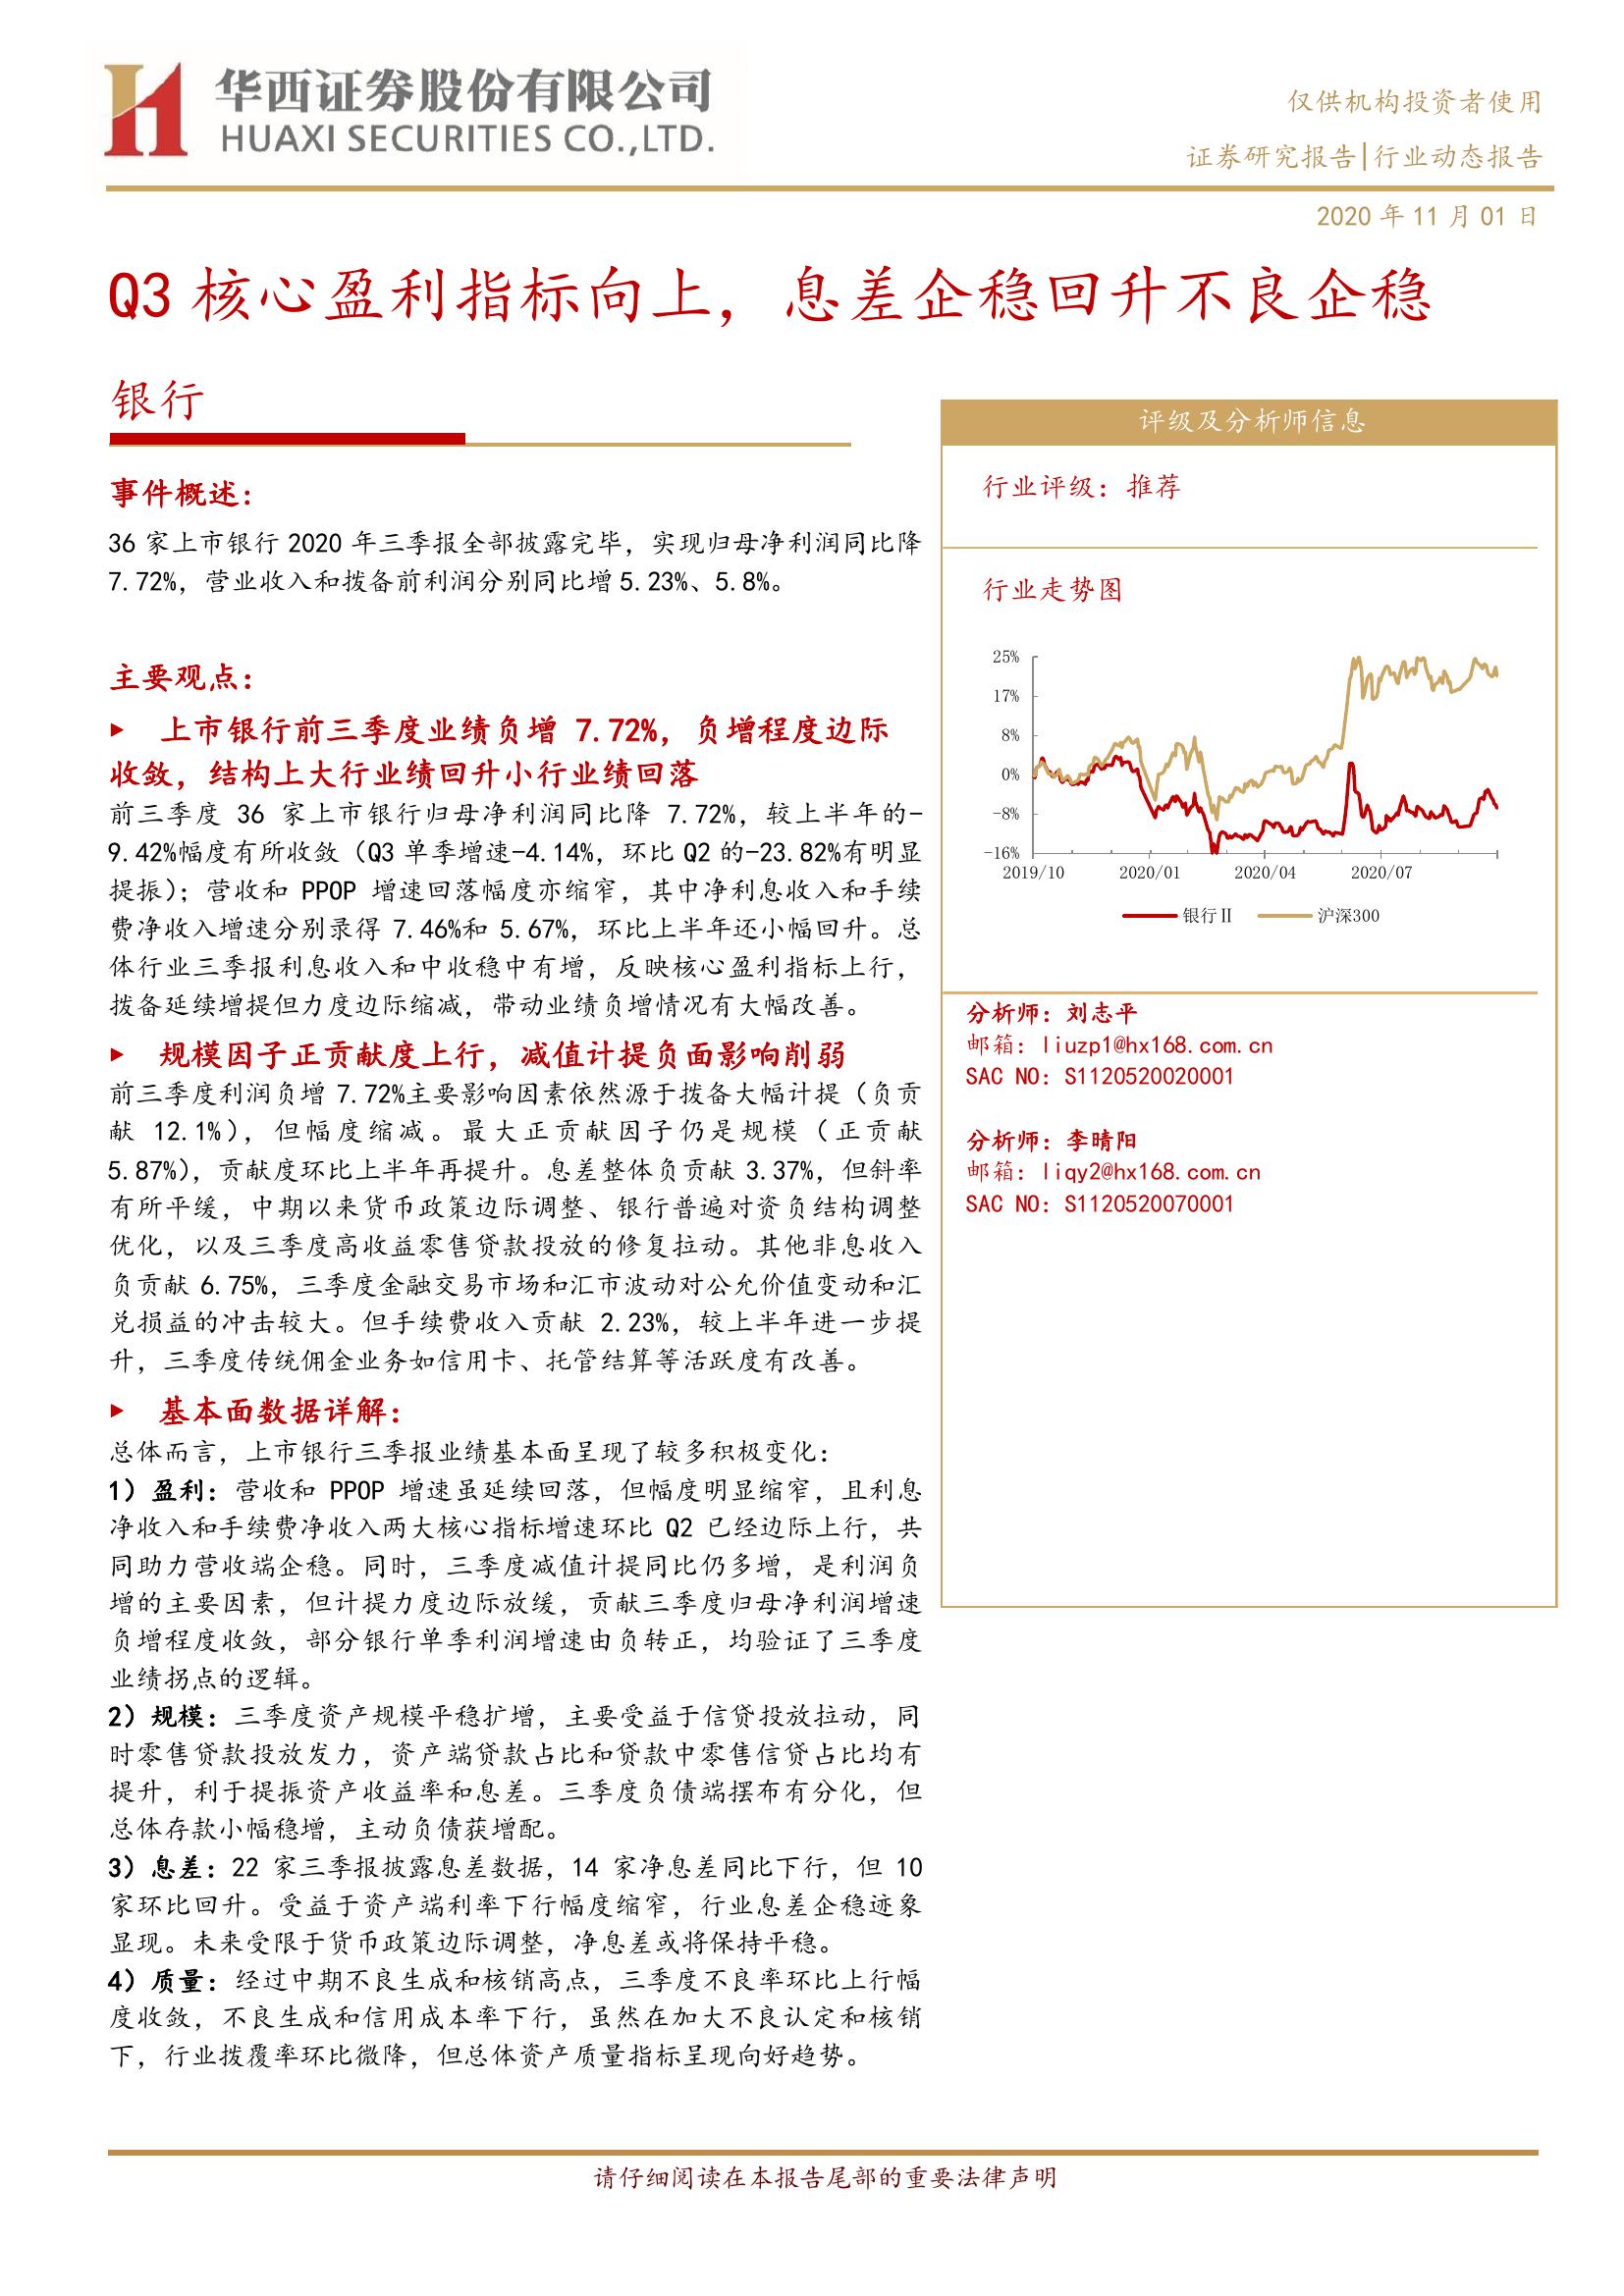 华西证券股份有限公司
HUAXI SECURITIES CO.,LTD.
仅供机构投资者使用
证券研究报告|行业动态报告
2020 年 11 月 01 日
Q3 核心盈利指标向上，息差企稳回升不良企稳
银行
事件概述：
36 家上市银行 2020 年三季报全部披露完毕，实现归母净利润同比降
7.72%，营业收入和拨备前利润分别同比增 5.23%、5.8%。
主要观点：
上市银行前三季度业绩负增 7.72%，负增程度边际
收敛，结构上大行业绩回升小行业绩回落
前三季度 36 家上市银行归母净利润同比降 7.72%，较上半年的-
9.42%幅度有所收敛（Q3 单季增速-4.14%，环比 Q2 的-23.82%有明显
提振）；营收和 PPOP 增速回落幅度亦缩窄，其中净利息收入和手续
费净收入增速分别录得 7.46%和 5.67%，环比上半年还小幅回升。总
体行业三季报利息收入和中收稳中有增，反映核心盈利指标上行，
拨备延续增提但力度边际缩减，带动业绩负增情况有大幅改善。
规模因子正贡献度上行，减值计提负面影响削弱
前三季度利润负增 7.72%主要影响因素依然源于拨备大幅计提（负贡
献 12.1%），但幅度缩减。最大正贡献因子仍是规模（正贡献
5.87%），贡献度环比上半年再提升。息差整体负贡献 3.37%，但斜率
有所平缓，中期以来货币政策边际调整、银行普遍对资负结构调整
优化，以及三季度高收益零售贷款投放的修复拉动。其他非息收入
负贡献 6.75%，三季度金融交易市场和汇市波动对公允价值变动和汇
兑损益的冲击较大。但手续费收入贡献 2.23%，较上半年进一步提
升，三季度传统佣金业务如信用卡、托管结算等活跃度有改善。
基本面数据详解：
总体而言，上市银行三季报业绩基本面呈现了较多积极变化：
1）盈利：营收和 PPOP 增速虽延续回落，但幅度明显缩窄，且利息
净收入和手续费净收入两大核心指标增速环比 Q2 已经边际上行，共
同助力营收端企稳。同时，三季度减值计提同比仍多增，是利润负
增的主要因素，但计提力度边际放缓，贡献三季度归母净利润增速
负增程度收敛，部分银行单季利润增速由负转正，均验证了三季度
业绩拐点的逻辑。
2）规模：三季度资产规模平稳扩增，主要受益于信贷投放拉动，同
时零售贷款投放发力，资产端贷款占比和贷款中零售信贷占比均有
提升，利于提振资产收益率和息差。三季度负债端摆布有分化，但
总体存款小幅稳增，主动负债获增配。
3）息差：22 家三季报披露息差数据，14 家净息差同比下行，但 10
家环比回升。受益于资产端利率下行幅度缩窄，行业息差企稳迹象
显现。未来受限于货币政策边际调整，净息差或将保持平稳。
4）质量：经过中期不良生成和核销高点，三季度不良率环比上行幅
度收敛，不良生成和信用成本率下行，虽然在加大不良认定和核销
下，行业拨覆率环比微降，但总体资产质量指标呈现向好趋势。
评级及分析师信息
行业评级：推荐
行业走势图
25%
17%
8%
0%
-8%
-16%
2019/10 2020/01 2020/04 2020/07
银行Ⅱ 沪深300
分析师：刘志平
邮箱：liuzp1@hx168.com.cn
SAC NO：S1120520020001
分析师：李晴阳
邮箱：liqy2@hx168.com.cn
SAC NO：S1120520070001
请仔细阅读在本报告尾部的重要法律声明